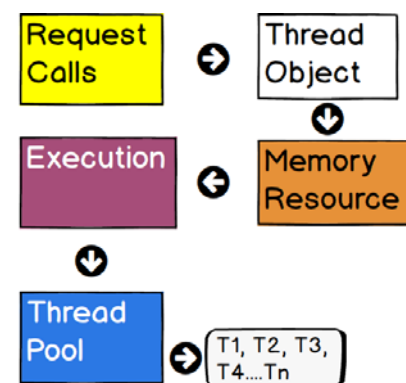 Request
Calls
Thread
Object
Execution
Memory
Resource
Thread
Pool
T1, T2, T3,
T4....Tn